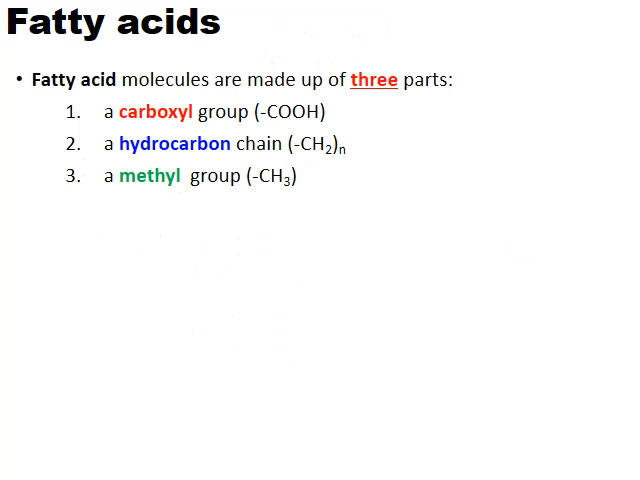 Fatty acids
• Fatty acid molecules are made up of three parts:
1. a carboxyl group (-COOH)
2. a hydrocarbon chain (-CH₂)ₙ
3. a methyl group (-CH₃)